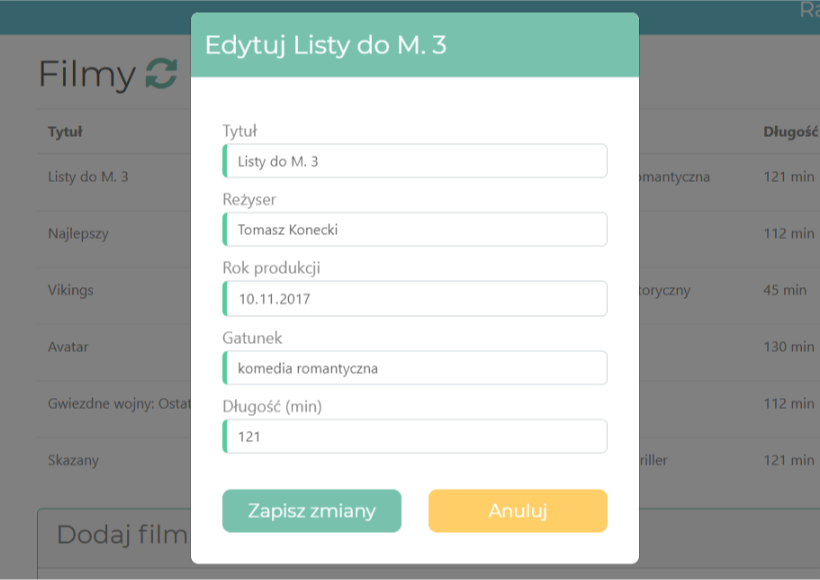 Ra
Edytuj Listy do M. 3
Filmy
Tytuł
Długość
Listy do M. 3
omantyczna
121 min
Najlepszy
112 min
Vikings
toryczny
45 min
Avatar
130 min
Gwiezdne wojny: Ostat
112 min
Skazany
riller
121 min
Dodaj film
Tytuł
Listy do M. 3
Reżyser
Tomasz Konecki
Rok produkcji
10.11.2017
Gatunek
komedia romantyczna
Długość (min)
121
Zapisz zmiany
Anuluj